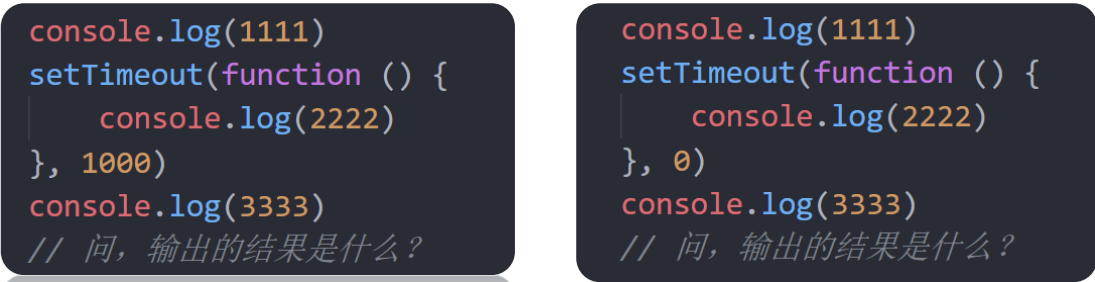 console.log(1111)
setTimeout(function () {
    console.log(2222)
}, 1000)
console.log(3333)
// 问，输出的结果是什么？
console.log(1111)
setTimeout(function () {
    console.log(2222)
}, 0)
console.log(3333)
// 问，输出的结果是什么？